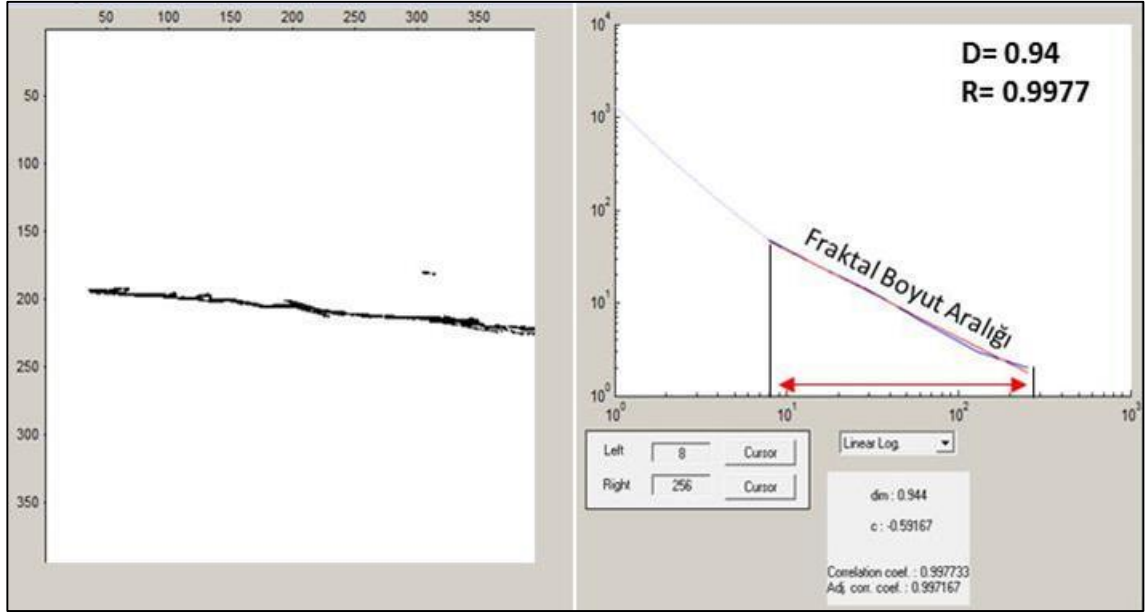 50 100 150 200 250 300 350
50
100
150
200
250
300
350
10^4
10^3
10^2
10^1
10^0
10^0 10^1 10^2 10^3
D= 0.94
R= 0.9977
Fraktal Boyut Aralığı
Left 8 Cursor
Right 256 Cursor
Linear Log.
dim : 0.944
c : -0.59167
Correlation coef. : 0.997733
Adj. corr. coef. : 0.997167